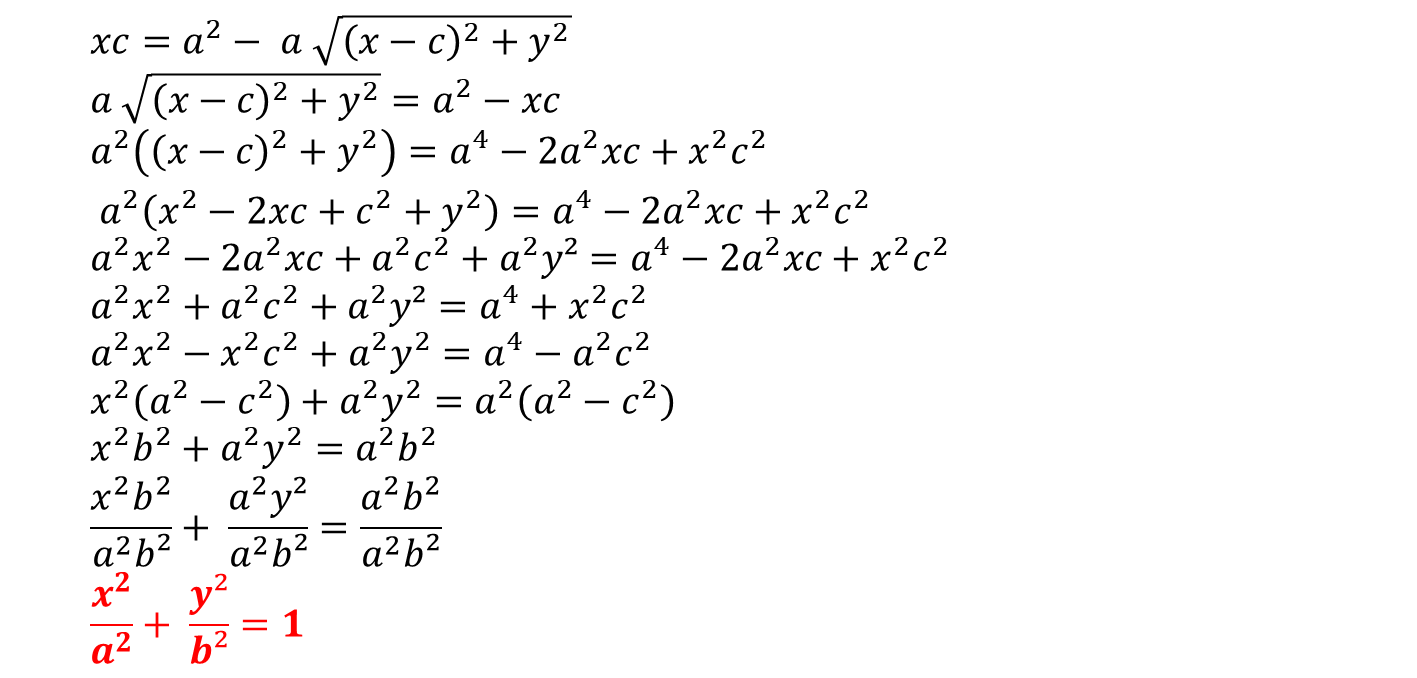 xc = a² − a √((x − c)² + y²)
a √((x − c)² + y²) = a² − xc
a²((x − c)² + y²) = a⁴ − 2a²xc + x²c²
a²(x² − 2xc + c² + y²) = a⁴ − 2a²xc + x²c²
a²x² − 2a²xc + a²c² + a²y² = a⁴ − 2a²xc + x²c²
a²x² + a²c² + a²y² = a⁴ + x²c²
a²x² − x²c² + a²y² = a⁴ − a²c²
x²(a² − c²) + a²y² = a²(a² − c²)
x²b² + a²y² = a²b²
x²b²/a²b² + a²y²/a²b² = a²b²/a²b²
x²/a² + y²/b² = 1